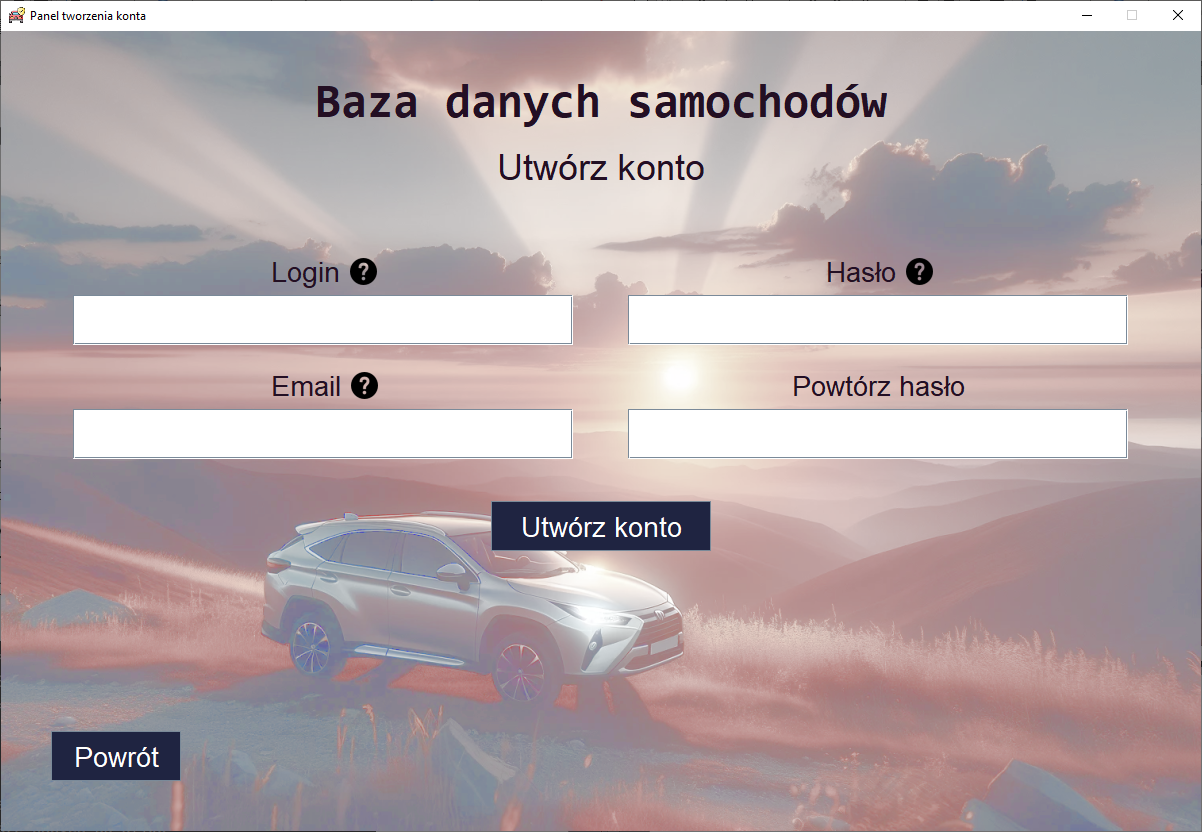 Panel tworzenia konta
Baza danych samochodów
Utwórz konto
Login ?
Hasło ?
Email ?
Powtórz hasło
Utwórz konto
Powrót